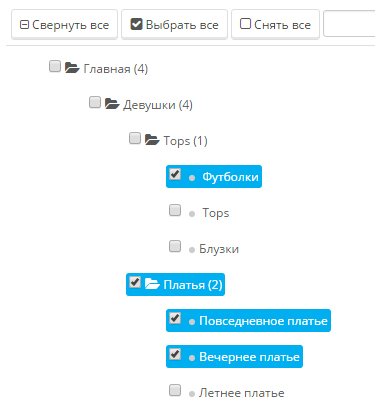 Свернуть все Выбрать все Снять все
Главная (4)
Девушки (4)
Tops (1)
Футболки
Tops
Блузки
Платья (2)
Повседневное платье
Вечернее платье
Летнее платье